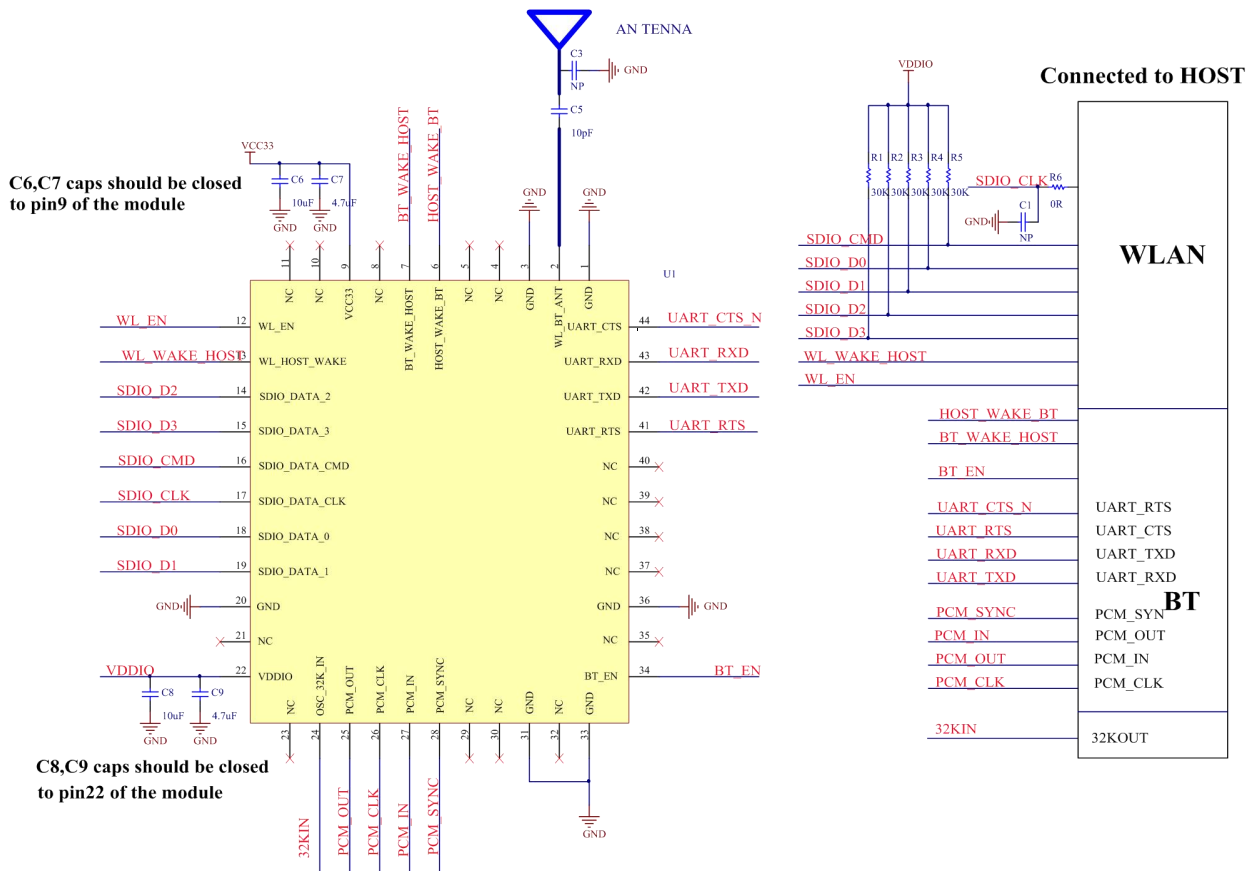 AN TENNA
C3
GND
NP
C5
10pF
BT_WAKE_HOST
HOST_WAKE_BT
VCC33
C6
C7
10uF
4.7uF
GND
GND
C6,C7 caps should be closed
to pin9 of the module
GND
GND
11
10
9
8
7
6
5
4
3
2
1
NC
NC
VCC33
NC
BT_WAKE_HOST
HOST_WAKE_BT
NC
NC
GND
WL_BT_ANT
GND
U1
WL_EN
12
WL_EN
WL_WAKE_HOST
13
WL_HOST_WAKE
SDIO_D2
14
SDIO_DATA_2
SDIO_D3
15
SDIO_DATA_3
SDIO_CMD
16
SDIO_DATA_CMD
SDIO_CLK
17
SDIO_DATA_CLK
SDIO_D0
18
SDIO_DATA_0
SDIO_D1
19
SDIO_DATA_1
GND
20
GND
21
NC
VDDIO
22
VDDIO
C8
C9
10uF
4.7uF
GND
GND
C8,C9 caps should be closed
to pin22 of the module
UART_CTS
44
UART_CTS_N
UART_RXD
43
UART_RXD
UART_TXD
42
UART_TXD
UART_RTS
41
UART_RTS
NC
40
NC
39
NC
38
NC
37
GND
36
GND
NC
35
BT_EN
34
BT_EN
NC
OSC_32K_IN
PCM_OUT
PCM_CLK
PCM_IN
PCM_SYNC
NC
NC
GND
NC
GND
23
24
25
26
27
28
29
30
31
32
33
32KIN
PCM_OUT
PCM_CLK
PCM_IN
PCM_SYNC
GND
Connected to HOST
VDDIO
R1
R2
R3
R4
R5
30K
30K
30K
30K
30K
SDIO_CLK
R6
0R
GND
C1
NP
SDIO_CMD
SDIO_D0
SDIO_D1
SDIO_D2
SDIO_D3
WL_WAKE_HOST
WL_EN
WLAN
HOST_WAKE_BT
BT_WAKE_HOST
BT_EN
UART_CTS_N
UART_RTS
UART_RTS
UART_CTS
UART_RXD
UART_TXD
UART_TXD
UART_RXD
BT
PCM_SYNC
PCM_SYN
PCM_IN
PCM_OUT
PCM_OUT
PCM_IN
PCM_CLK
PCM_CLK
32KIN
32KOUT